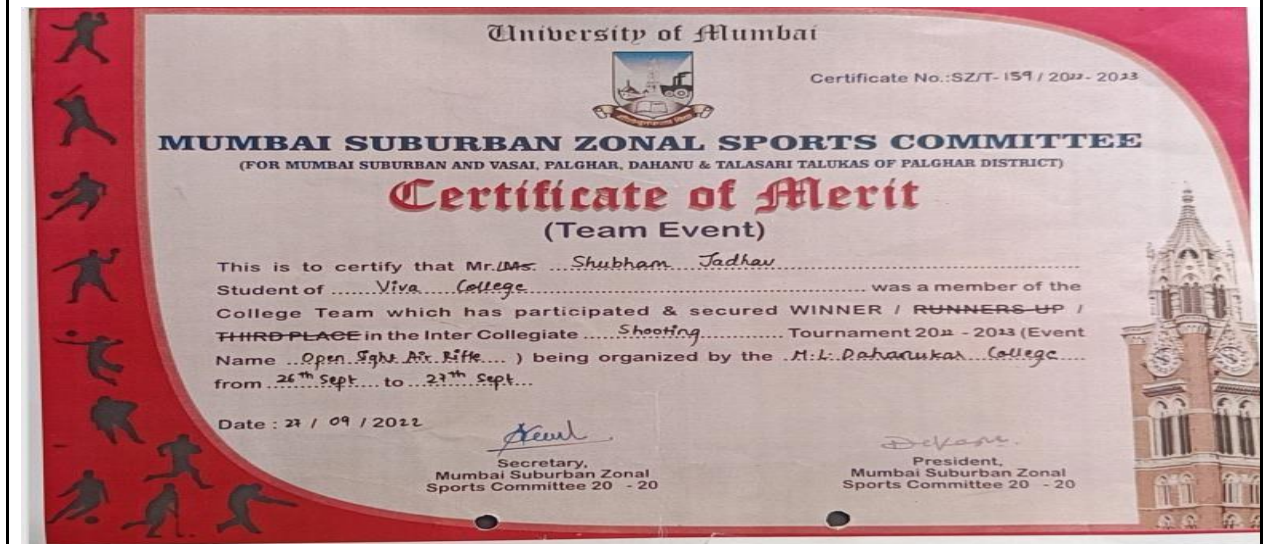 University of Mumbai
Certificate No.:SZ/T-159 / 2022- 2023
MUMBAI SUBURBAN ZONAL SPORTS COMMITTEE
(FOR MUMBAI SUBURBAN AND VASAI, PALGHAR, DAHANU & TALASARI TALUKAS OF PALGHAR DISTRICT)
Certificate of Merit
(Team Event)
This is to certify that Mr./Ms. ...Shubham Jadhav...
Student of ......Viva College...... was a member of the
College Team which has participated & secured WINNER / RUNNERS UP /
THIRD PLACE in the Inter Collegiate ......Shooting...... Tournament 2022 - 2023 (Event
Name ...Open Sight Air Rifle.... ) being organized by the ..M.L. Dahanukar College....
from ..26th Sept.... to ...27th Sept...
Date : 27 / 09 / 2022
Secretary,
Mumbai Suburban Zonal
Sports Committee 20 - 20
President,
Mumbai Suburban Zonal
Sports Committee 20 - 20